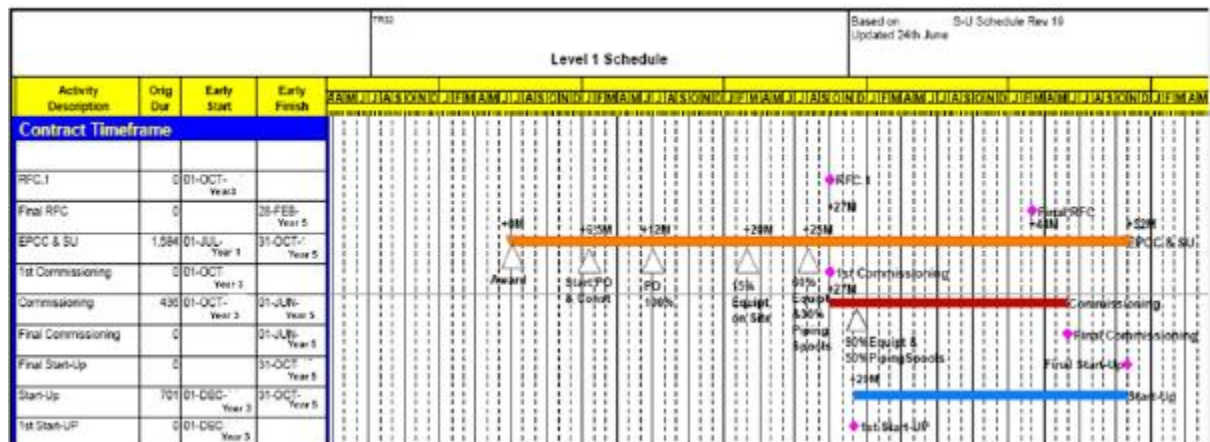 TR22
Based on S-U Schedule Rev 19
Updated 24th June
Level 1 Schedule
Activity Description Orig Dur Early Start Early Finish
Contract Timeframe
RFC.1 0 01-OCT- Year3
RFC.1
+27M
Final RFC 0 28-FEB- Year 5
Final RFC
+44M
EPCC & SU 1,584 01-JUL- Year 1 31-OCT- Year 5
+0M +6.5M +12M +20M +25M +52M
EPCC & SU
Award
Start PO & Const
PO 100%
15% Equipt on Site
60% Equipt &30% Piping Spools
1st Commissioning 0 01-OCT Year 3
1st Commissioning
+27M
Commissioning 436 01-OCT- Year 3 01-JUN- Year 5
Commissioning
90% Equipt &
50% Piping Spools
Final Commissioning 0 01-JUN- Year 5
Final Commissioning
Final Start-Up 0 31-OCT Year 5
Final Start-Up
Start-Up 701 01-DEC- Year 3 31-OCT- Year 5
Start-Up
1st Start-UP 0 01-DEC Year 3
1st Start-UP